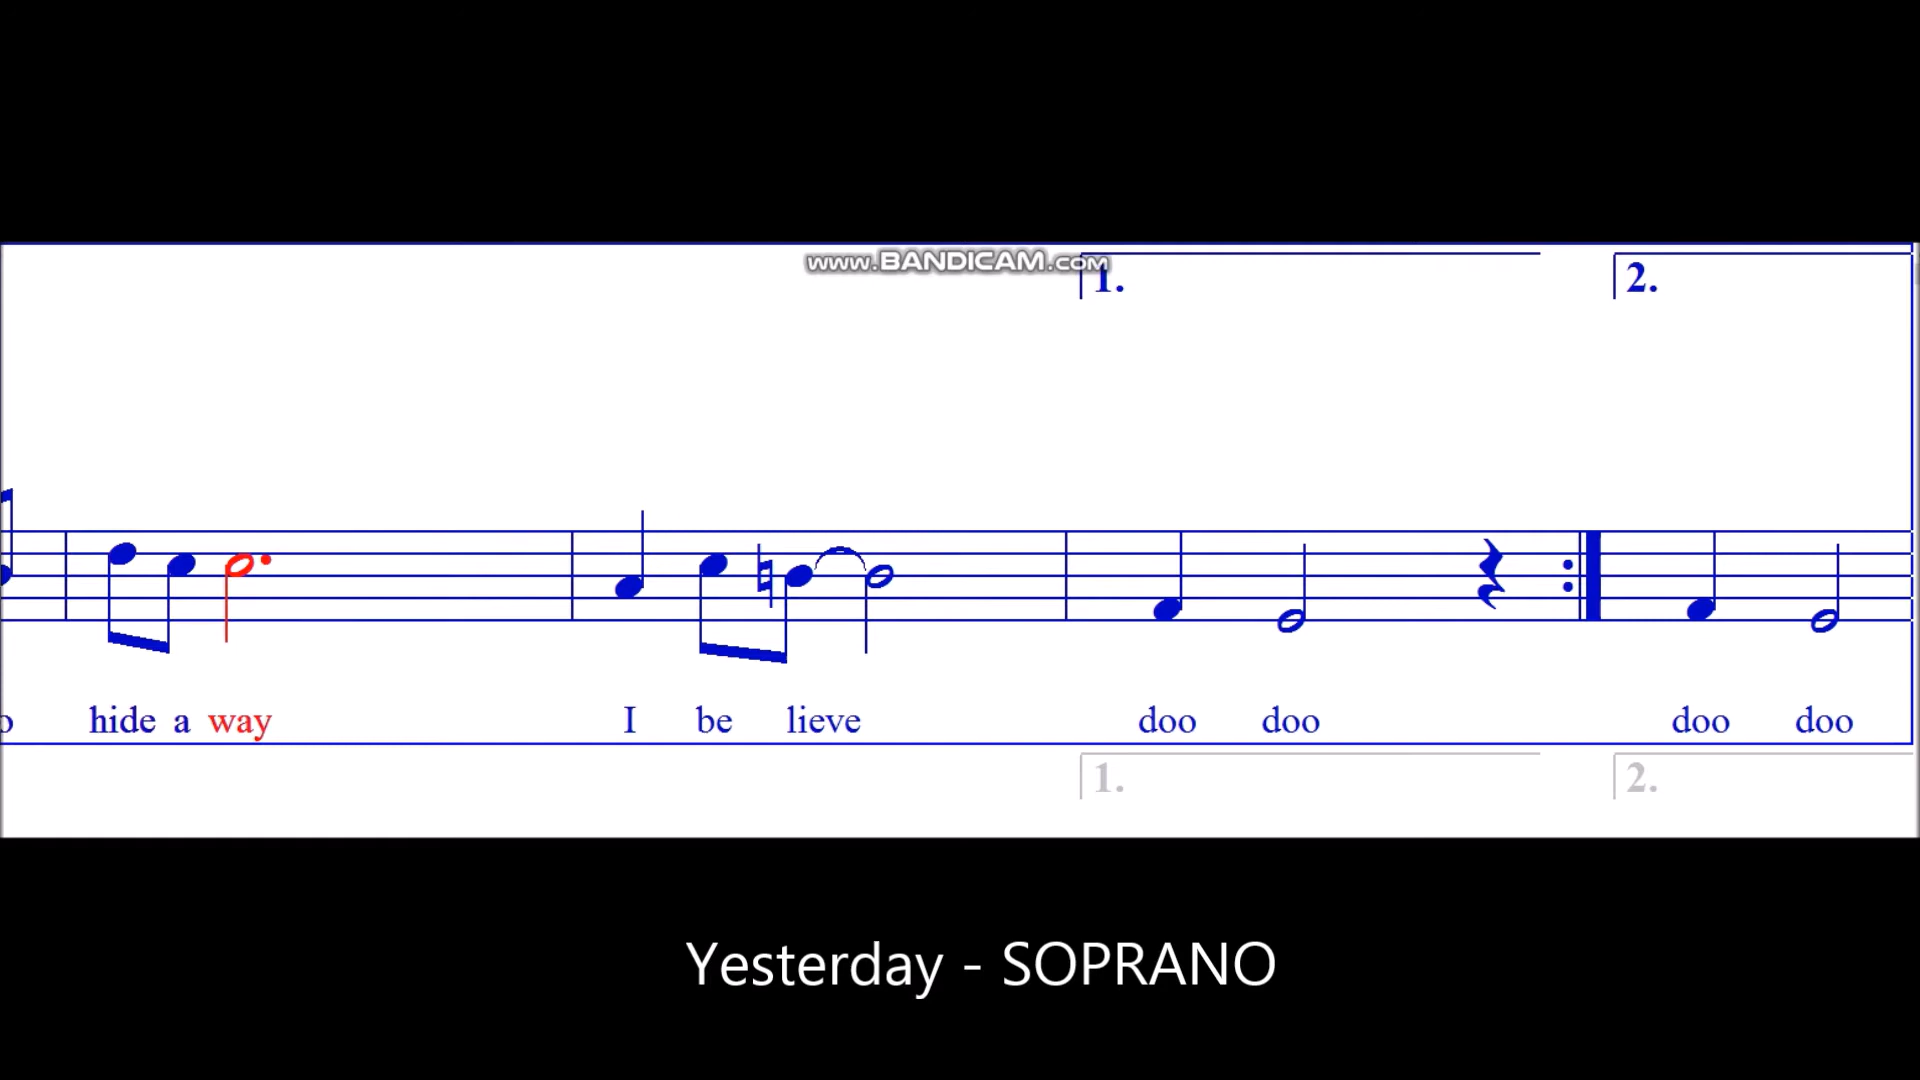 www.BANDICAM.com
1. 2.
hide a way I be lieve doo doo doo doo
1. 2.
Yesterday - SOPRANO